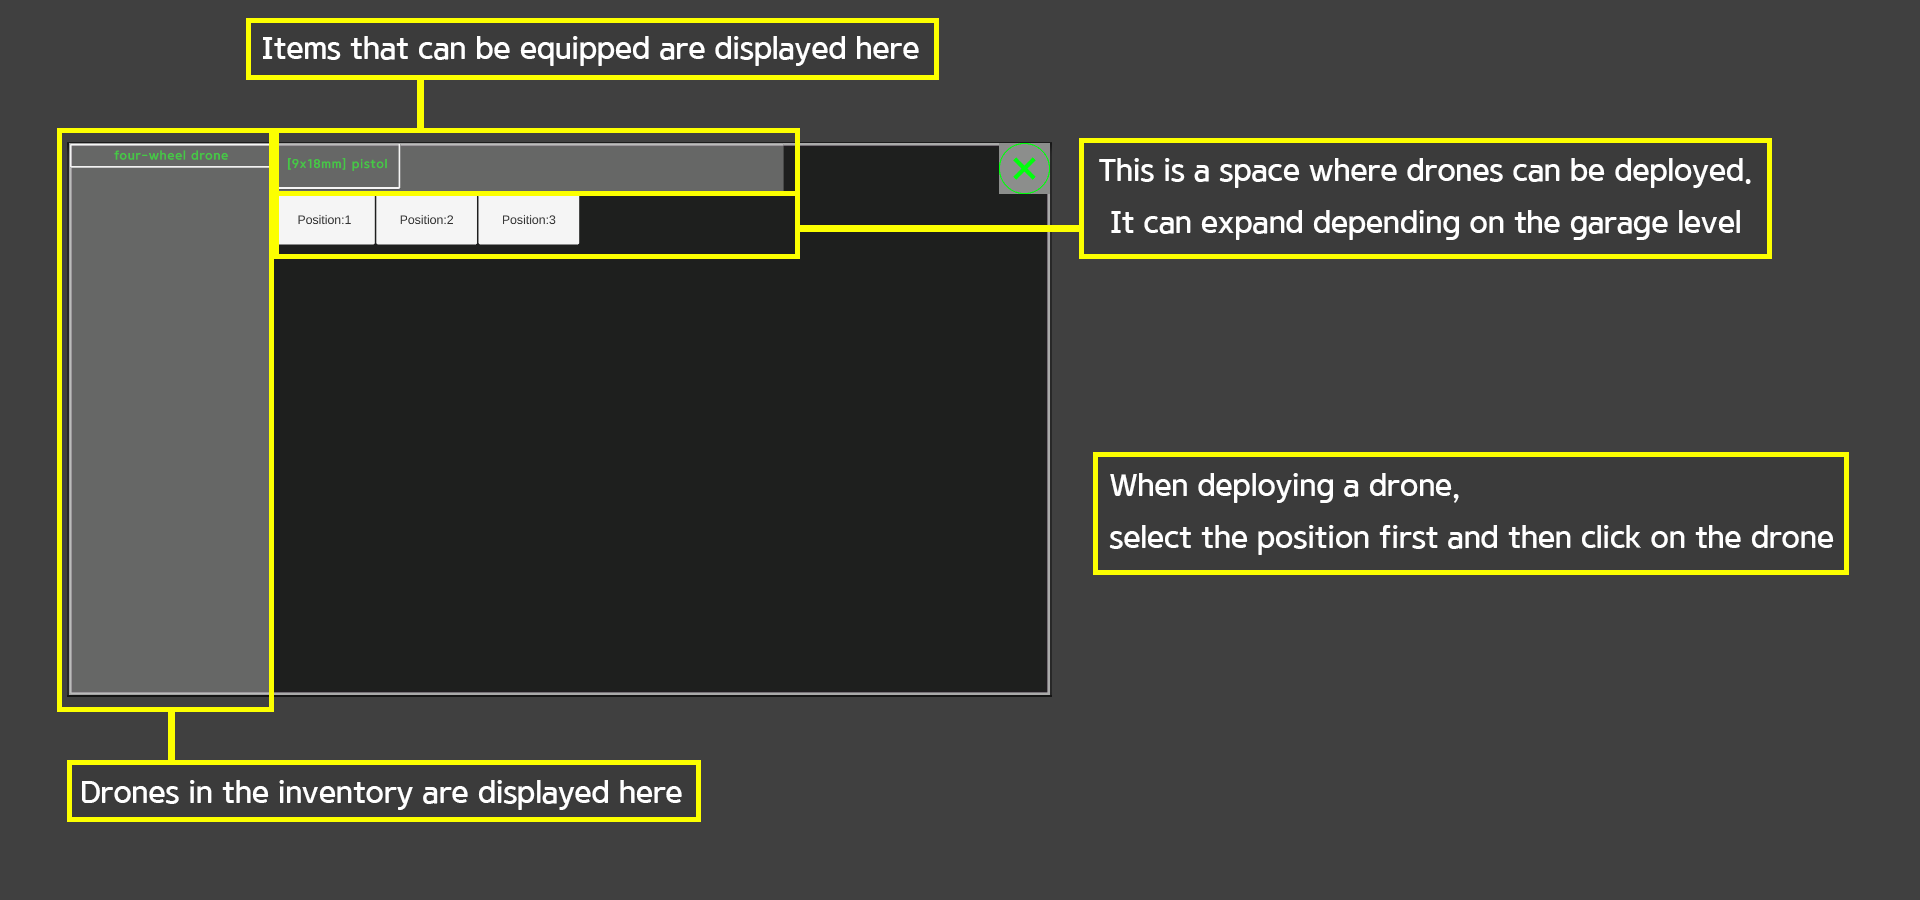 Items that can be equipped are displayed here
four-wheel drone
[9x18mm] pistol
Position:1
Position:2
Position:3
This is a space where drones can be deployed.
It can expand depending on the garage level
When deploying a drone,
select the position first and then click on the drone
Drones in the inventory are displayed here